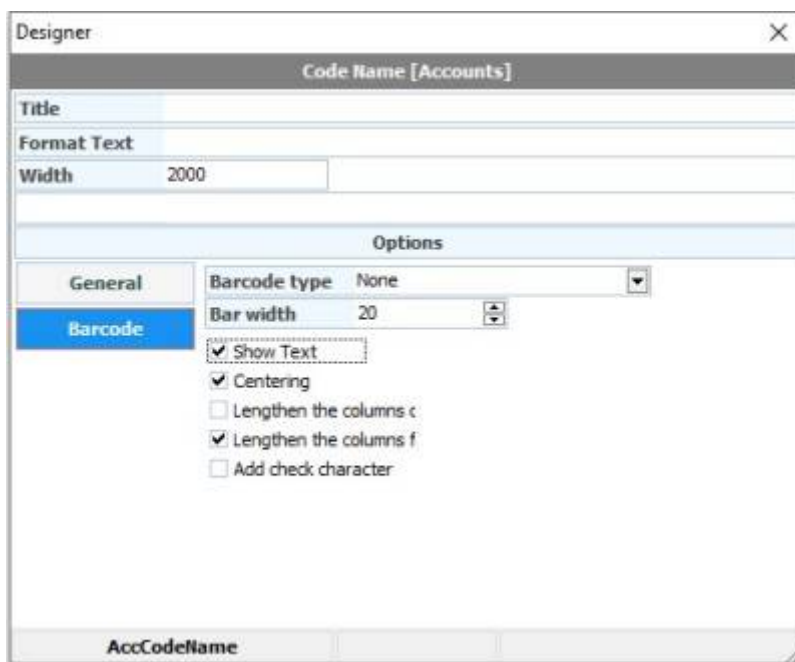 Designer
Code Name [Accounts]
Title
Format Text
Width 2000
Options
General
Barcode
Barcode type None
Bar width 20
Show Text
Centering
Lengthen the columns c
Lengthen the columns f
Add check character
AccCodeName